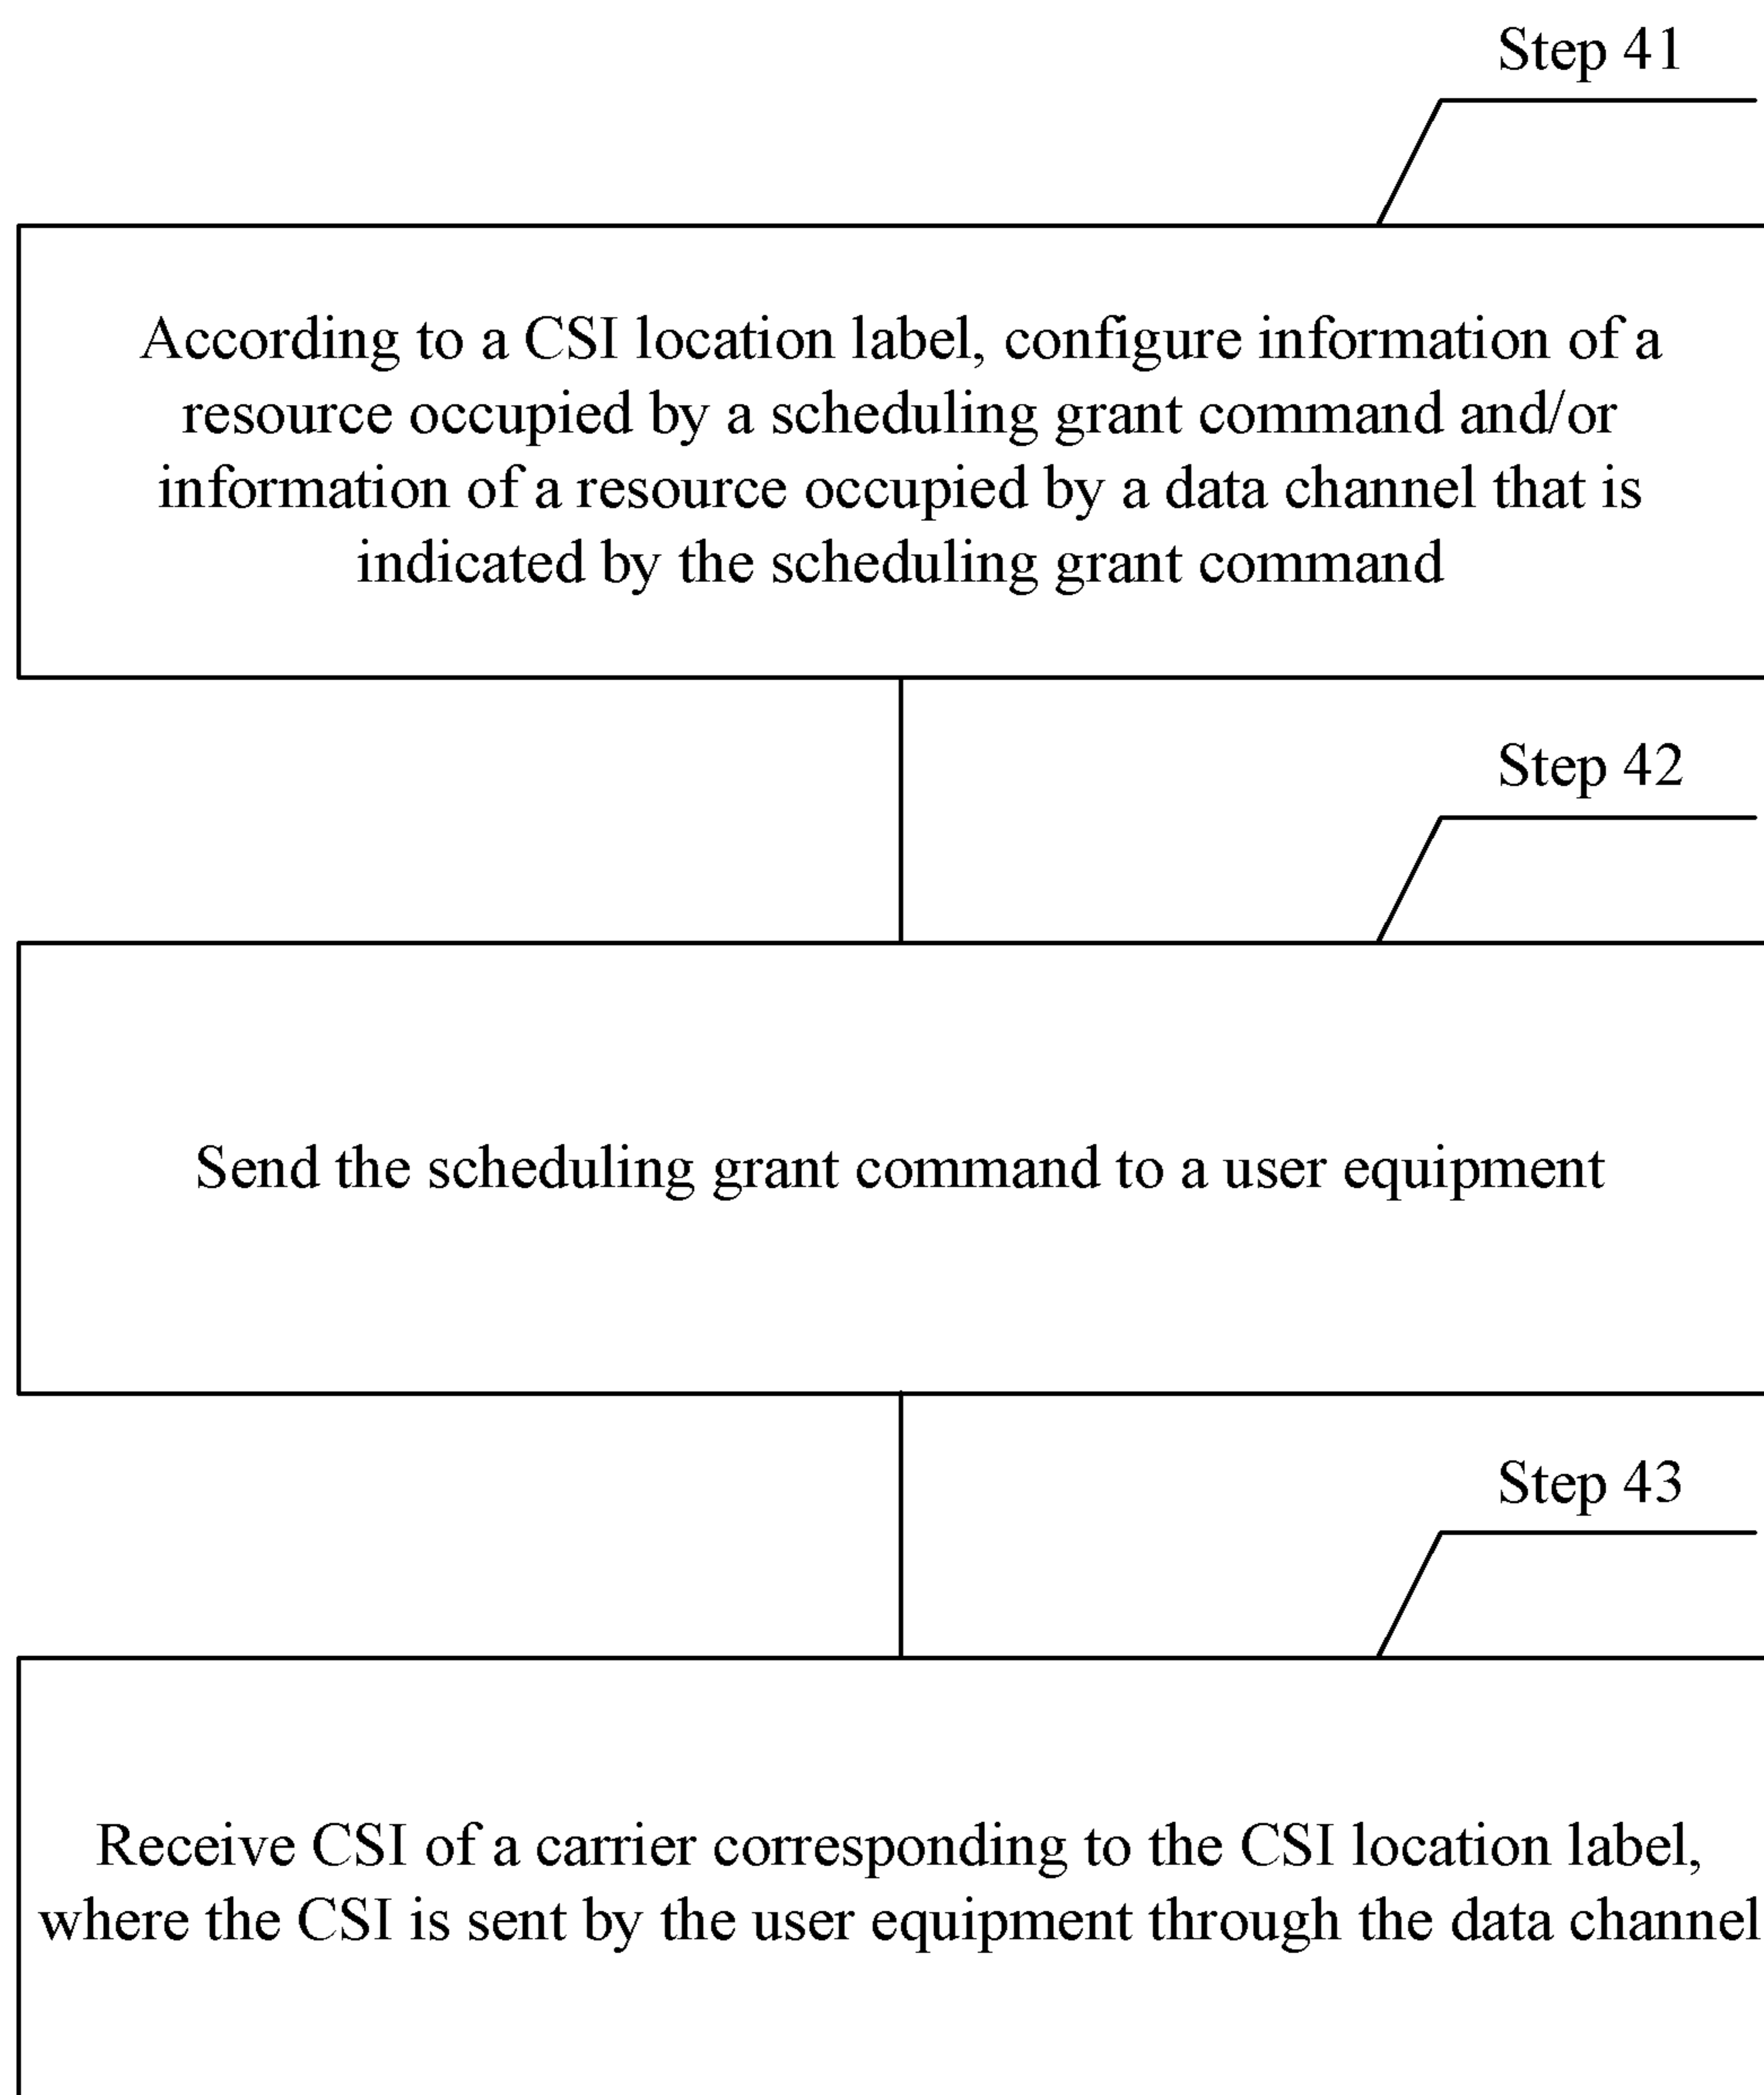 Step 41
According to a CSI location label, configure information of a
resource occupied by a scheduling grant command and/or
information of a resource occupied by a data channel that is
indicated by the scheduling grant command
Step 42
Send the scheduling grant command to a user equipment
Step 43
Receive CSI of a carrier corresponding to the CSI location label,
where the CSI is sent by the user equipment through the data channel